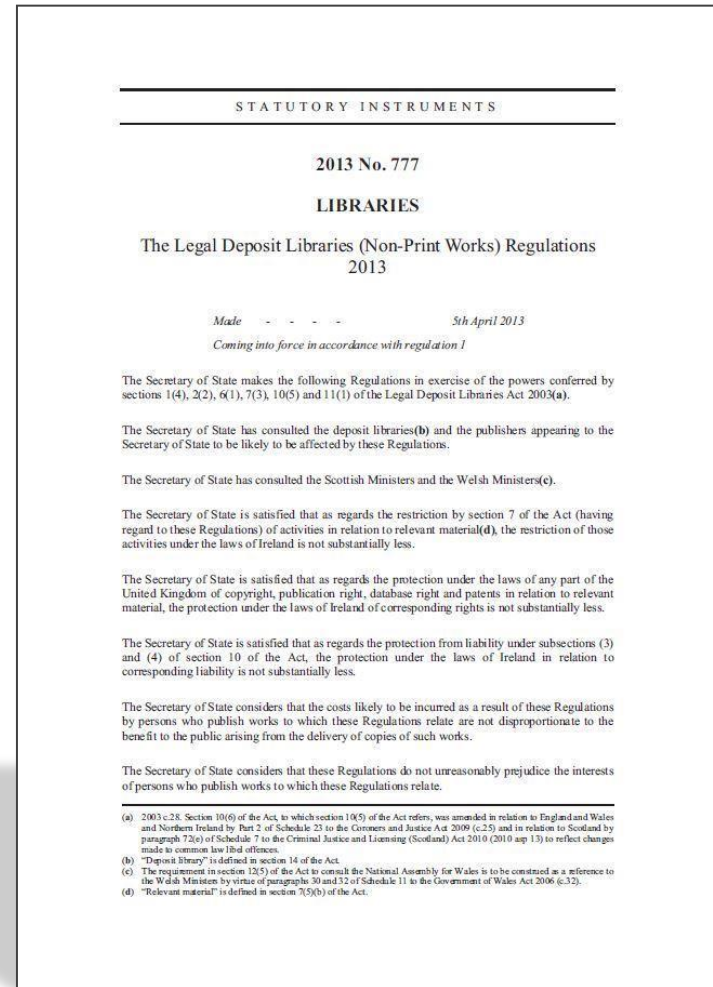 STATUTORY INSTRUMENTS
2013 No. 777
LIBRARIES
The Legal Deposit Libraries (Non-Print Works) Regulations
2013
Made - - - - 5th April 2013
Coming into force in accordance with regulation 1
The Secretary of State makes the following Regulations in exercise of the powers conferred by
sections 1(4), 2(2), 6(1), 7(3), 10(5) and 11(1) of the Legal Deposit Libraries Act 2003(a).
The Secretary of State has consulted the deposit libraries(b) and the publishers appearing to the
Secretary of State to be likely to be affected by these Regulations.
The Secretary of State has consulted the Scottish Ministers and the Welsh Ministers(c).
The Secretary of State is satisfied that as regards the restriction by section 7 of the Act (having
regard to these Regulations) of activities in relation to relevant material(d), the restriction of those
activities under the laws of Ireland is not substantially less.
The Secretary of State is satisfied that as regards the protection under the laws of any part of the
United Kingdom of copyright, publication right, database right and patents in relation to relevant
material, the protection under the laws of Ireland of corresponding rights is not substantially less.
The Secretary of State is satisfied that as regards the protection from liability under subsections (3)
and (4) of section 10 of the Act, the protection under the laws of Ireland in relation to
corresponding liability is not substantially less.
The Secretary of State considers that the costs likely to be incurred as a result of these Regulations
by persons who publish works to which these Regulations relate are not disproportionate to the
benefit to the public arising from the delivery of copies of such works.
The Secretary of State considers that these Regulations do not unreasonably prejudice the interests
of persons who publish works to which these Regulations relate.
(a) 2003 c.28. Section 10(6) of the Act, to which section 10(5) of the Act refers, was amended in relation to England and Wales
and Northern Ireland by Part 2 of Schedule 23 to the Coroners and Justice Act 2009 (c.25) and in relation to Scotland by
paragraph 72(e) of Schedule 7 to the Criminal Justice and Licensing (Scotland) Act 2010 (2010 asp 13) to reflect changes
made to common law libel offences.
(b) “Deposit library” is defined in section 14 of the Act.
(c) The requirement in section 12(5) of the Act to consult the National Assembly for Wales is to be construed as a reference to
the Welsh Ministers by virtue of paragraphs 30 and 32 of Schedule 11 to the Government of Wales Act 2006 (c.32).
(d) “Relevant material” is defined in section 7(5)(b) of the Act.